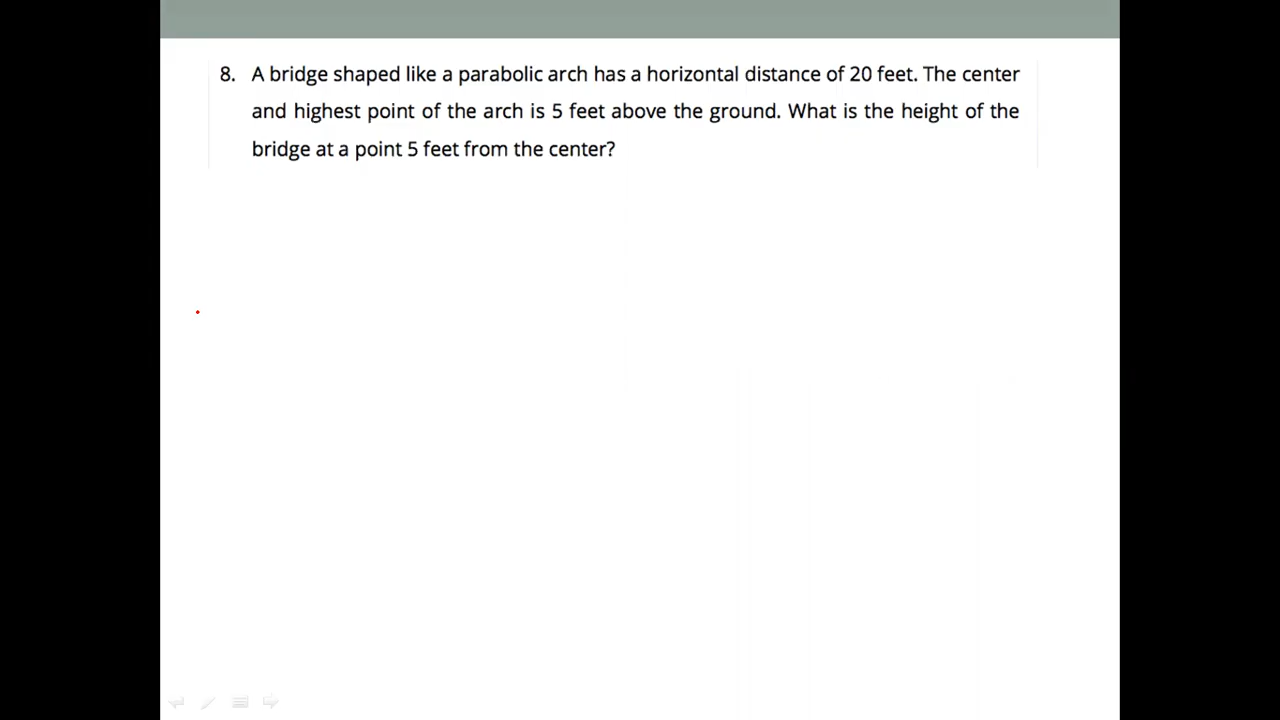 8. A bridge shaped like a parabolic arch has a horizontal distance of 20 feet. The center
and highest point of the arch is 5 feet above the ground. What is the height of the
bridge at a point 5 feet from the center?